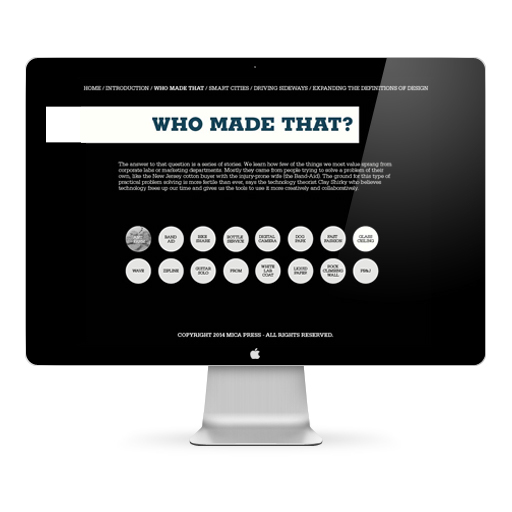 HOME / INTRODUCTION / WHO MADE THAT / SMART CITIES / DRIVING SIDEWAYS / EXPANDING THE DEFINITIONS OF DESIGN
WHO MADE THAT?
The answer to that question is a series of stories. We learn how few of the things we most value sprang from
corporate labs or marketing departments. Mostly they came from people trying to solve a problem of their
own, like the New Jersey cotton buyer with the injury-prone wife (the Band-Aid). The ground for this type of
practical problem solving is more fertile than ever, says the technology theorist Clay Shirky who believes
technology frees up our time and gives us the tools to use it more creatively and collaboratively.
BAND
AID
BIKE
SHARE
BOTTLE
SERVICE
DIGITAL
CAMERA
DOG
PARK
FAST
FASHION
GLASS
CEILING
WAVE
ZIPLINE
GUITAR
SOLO
PROM
WHITE
LAB
COAT
LIQUID
PAPER
ROCK
CLIMBING
WALL
PB&J
COPYRIGHT 2014 MICA PRESS - ALL RIGHTS RESERVED.